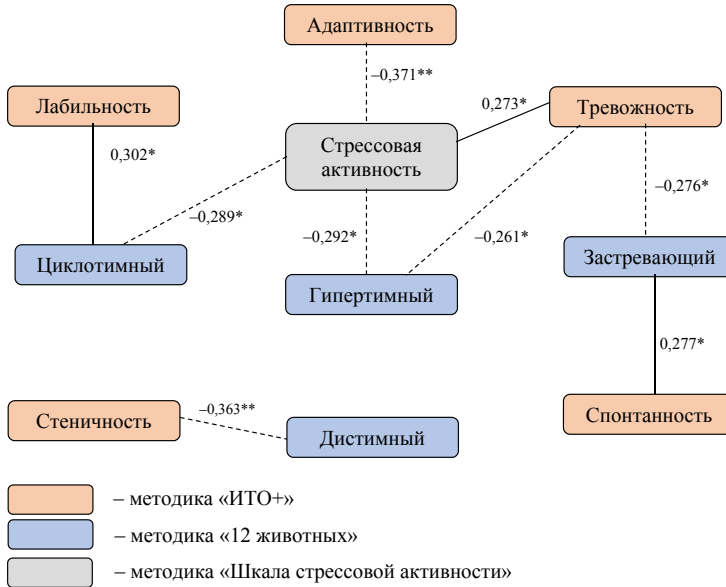 Адаптивность
–0,371**
Лабильность
0,273*
Тревожность
Стрессовая
активность
0,302*
–0,276*
–0,289*
–0,292*
–0,261*
Циклотимный
Гипертимный
Застревающий
0,277*
Стеничность
–0,363**
Дистимный
Спонтанность
– методика «ИТО+»
– методика «12 животных»
– методика «Шкала стрессовой активности»